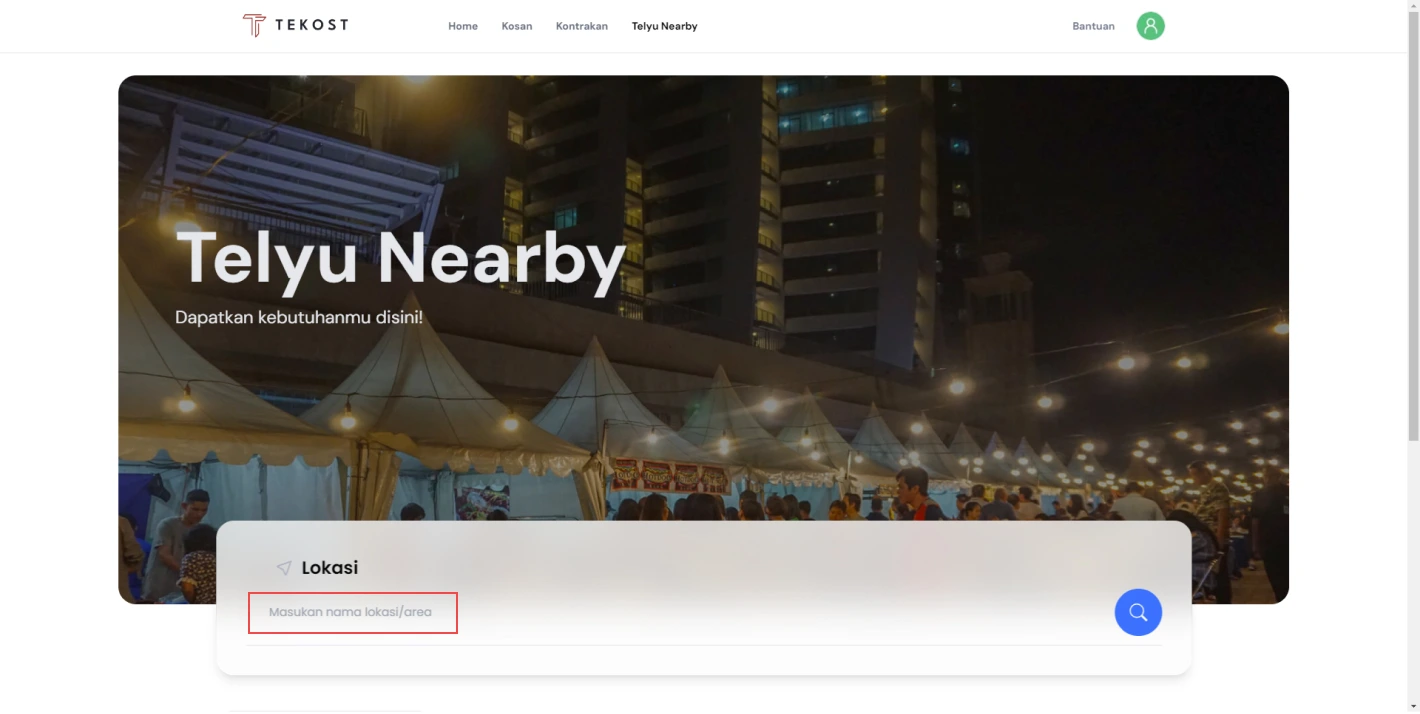 TEKOST
Home
Kosan
Kontrakan
Telyu Nearby
Bantuan
Telyu Nearby
Dapatkan kebutuhanmu disini!
Lokasi
Masukan nama lokasi/area